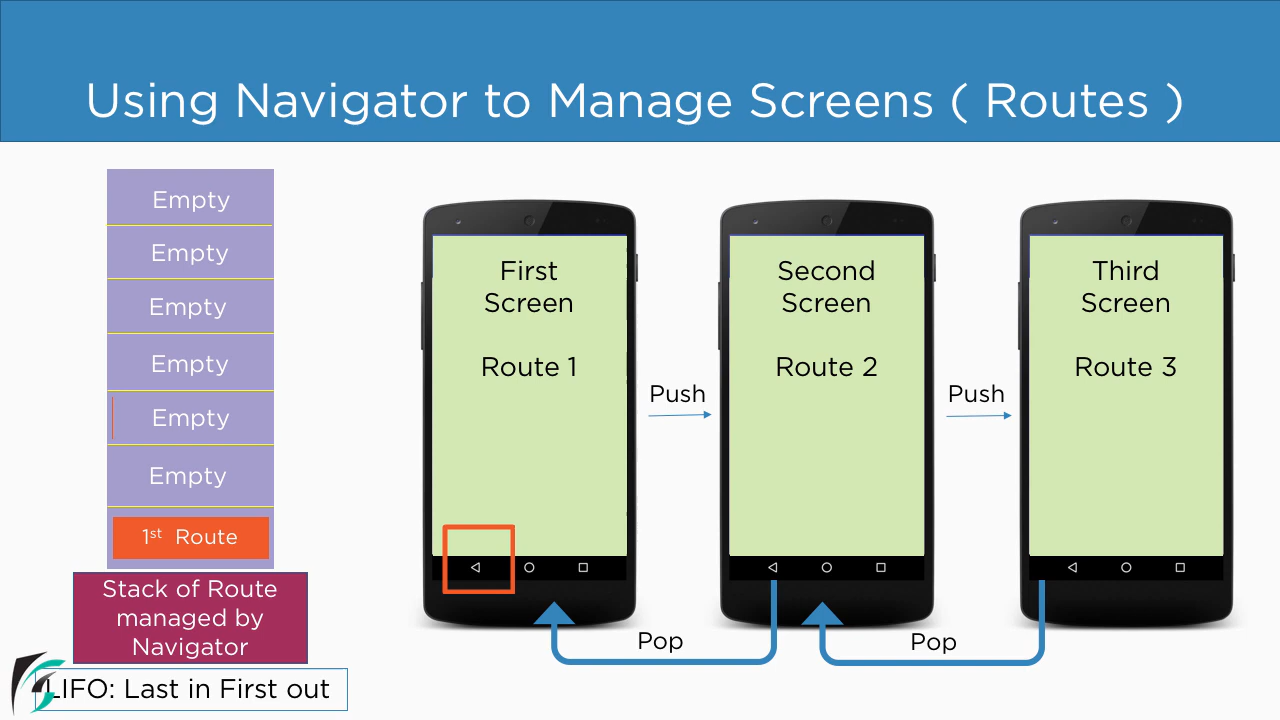 Using Navigator to Manage Screens ( Routes )
Empty
Empty
Empty
Empty
Empty
Empty
1st Route
Stack of Route
managed by
Navigator
LIFO: Last in First out
First
Screen
Route 1
Push
Second
Screen
Route 2
Push
Third
Screen
Route 3
Pop
Pop